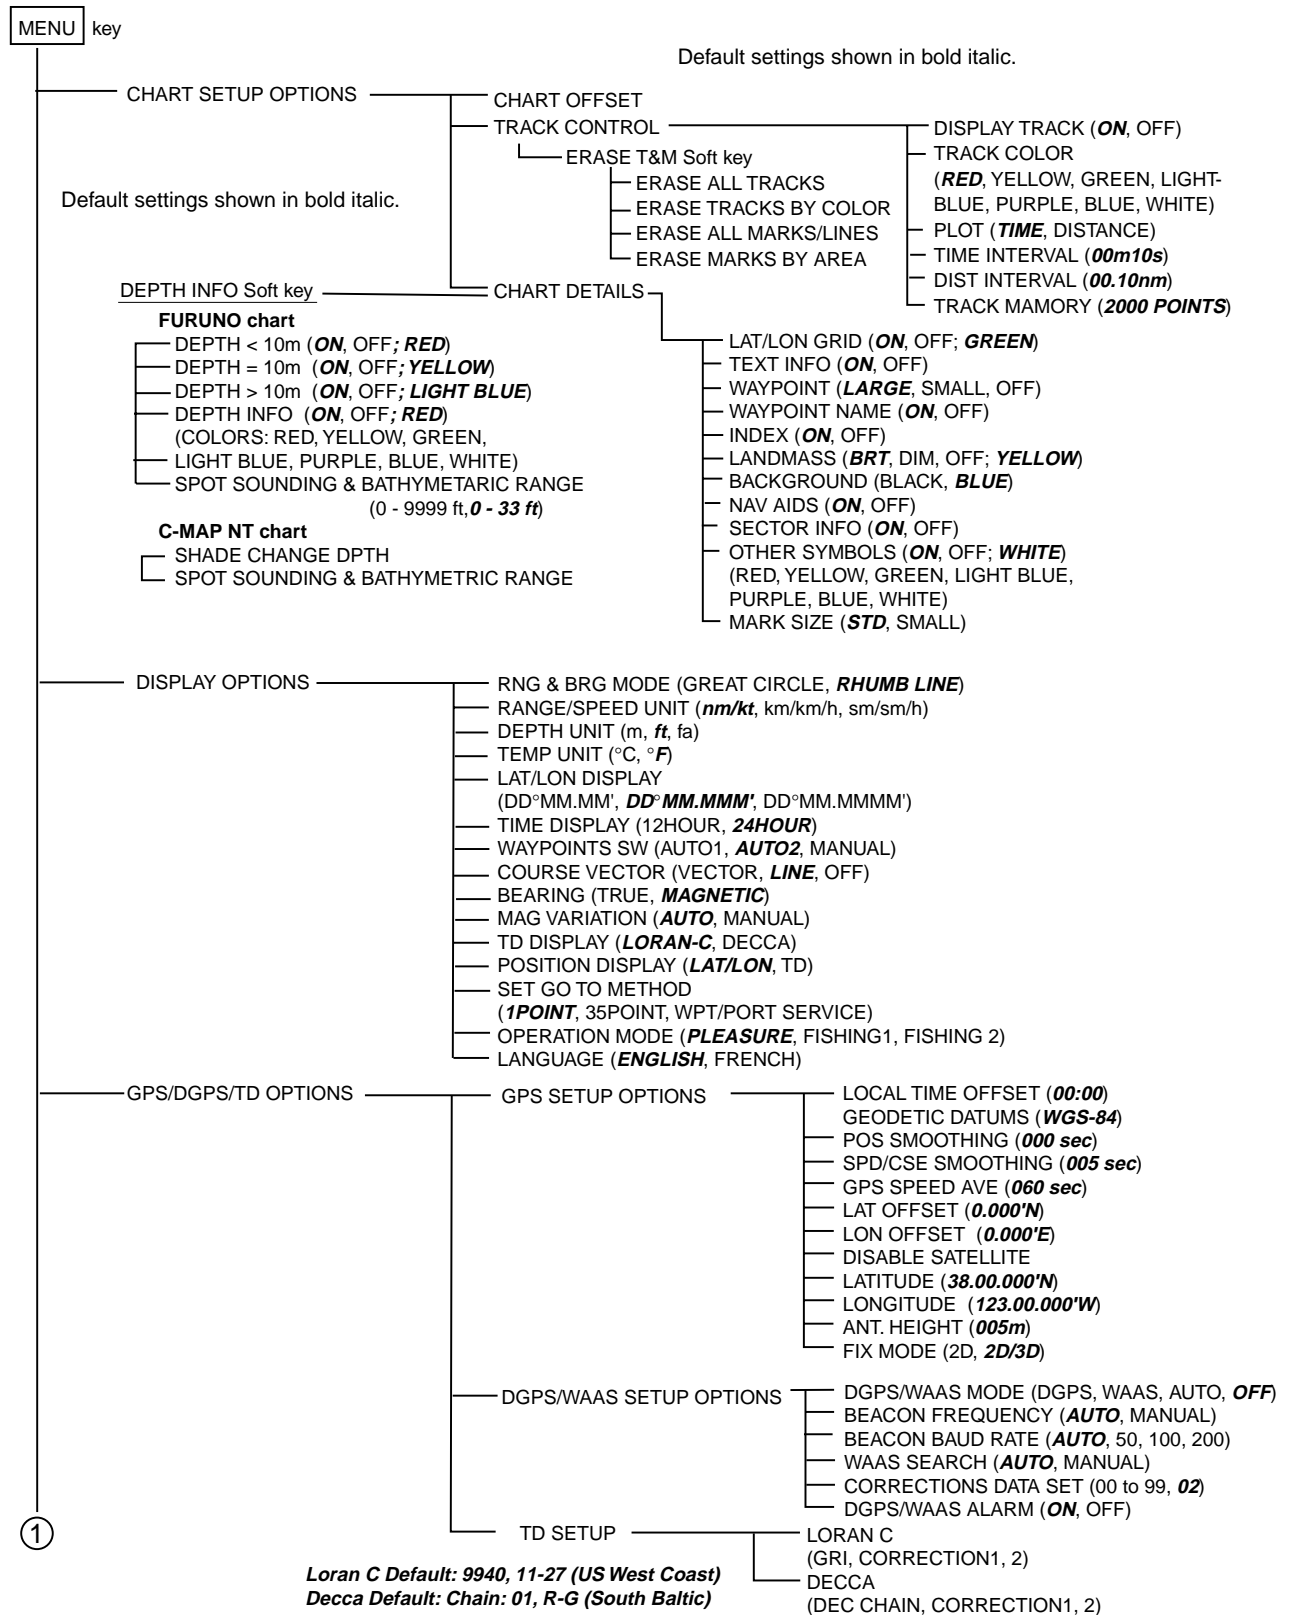 MENU key
Default settings shown in bold italic.
CHART SETUP OPTIONS
CHART OFFSET
TRACK CONTROL
ERASE T&M Soft key
ERASE ALL TRACKS
ERASE TRACKS BY COLOR
ERASE ALL MARKS/LINES
ERASE MARKS BY AREA
DISPLAY TRACK (ON, OFF)
TRACK COLOR
(RED, YELLOW, GREEN, LIGHT-
BLUE, PURPLE, BLUE, WHITE)
PLOT (TIME, DISTANCE)
TIME INTERVAL (00m10s)
DIST INTERVAL (00.10nm)
TRACK MAMORY (2000 POINTS)
Default settings shown in bold italic.
CHART DETAILS
DEPTH INFO Soft key
FURUNO chart
DEPTH < 10m (ON, OFF; RED)
DEPTH = 10m (ON, OFF; YELLOW)
DEPTH > 10m (ON, OFF; LIGHT BLUE)
DEPTH INFO (ON, OFF; RED)
(COLORS: RED, YELLOW, GREEN,
LIGHT BLUE, PURPLE, BLUE, WHITE)
SPOT SOUNDING & BATHYMETARIC RANGE
(0 - 9999 ft, 0 - 33 ft)
C-MAP NT chart
SHADE CHANGE DPTH
SPOT SOUNDING & BATHYMETRIC RANGE
LAT/LON GRID (ON, OFF; GREEN)
TEXT INFO (ON, OFF)
WAYPOINT (LARGE, SMALL, OFF)
WAYPOINT NAME (ON, OFF)
INDEX (ON, OFF)
LANDMASS (BRT, DIM, OFF; YELLOW)
BACKGROUND (BLACK, BLUE)
NAV AIDS (ON, OFF)
SECTOR INFO (ON, OFF)
OTHER SYMBOLS (ON, OFF; WHITE)
(RED, YELLOW, GREEN, LIGHT BLUE,
PURPLE, BLUE, WHITE)
MARK SIZE (STD, SMALL)
DISPLAY OPTIONS
RNG & BRG MODE (GREAT CIRCLE, RHUMB LINE)
RANGE/SPEED UNIT (nm/kt, km/km/h, sm/sm/h)
DEPTH UNIT (m, ft, fa)
TEMP UNIT (°C, °F)
LAT/LON DISPLAY
(DD°MM.MM', DD°MM.MMM', DD°MM.MMMM')
TIME DISPLAY (12HOUR, 24HOUR)
WAYPOINTS SW (AUTO1, AUTO2, MANUAL)
COURSE VECTOR (VECTOR, LINE, OFF)
BEARING (TRUE, MAGNETIC)
MAG VARIATION (AUTO, MANUAL)
TD DISPLAY (LORAN-C, DECCA)
POSITION DISPLAY (LAT/LON, TD)
SET GO TO METHOD
(1POINT, 35POINT, WPT/PORT SERVICE)
OPERATION MODE (PLEASURE, FISHING1, FISHING 2)
LANGUAGE (ENGLISH, FRENCH)
GPS/DGPS/TD OPTIONS
GPS SETUP OPTIONS
LOCAL TIME OFFSET (00:00)
GEODETIC DATUMS (WGS-84)
POS SMOOTHING (000 sec)
SPD/CSE SMOOTHING (005 sec)
GPS SPEED AVE (060 sec)
LAT OFFSET (0.000'N)
LON OFFSET (0.000'E)
DISABLE SATELLITE
LATITUDE (38.00.000'N)
LONGITUDE (123.00.000'W)
ANT. HEIGHT (005m)
FIX MODE (2D, 2D/3D)
DGPS/WAAS SETUP OPTIONS
DGPS/WAAS MODE (DGPS, WAAS, AUTO, OFF)
BEACON FREQUENCY (AUTO, MANUAL)
BEACON BAUD RATE (AUTO, 50, 100, 200)
WAAS SEARCH (AUTO, MANUAL)
CORRECTIONS DATA SET (00 to 99, 02)
DGPS/WAAS ALARM (ON, OFF)
TD SETUP
LORAN C
(GRI, CORRECTION1, 2)
DECCA
(DEC CHAIN, CORRECTION1, 2)
1
Loran C Default: 9940, 11-27 (US West Coast)
Decca Default: Chain: 01, R-G (South Baltic)